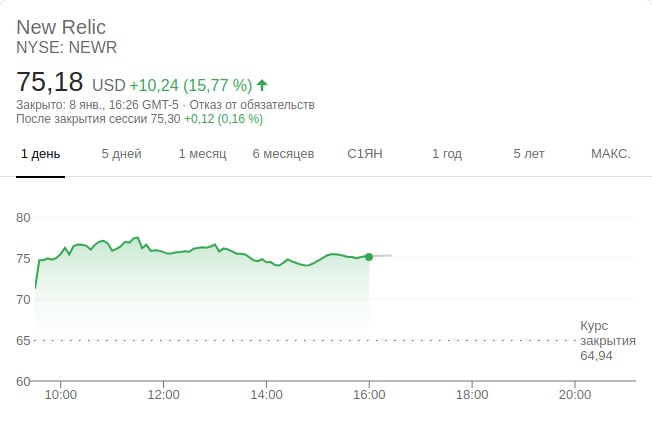 New Relic
NYSE: NEWR
75,18 USD +10,24 (15,77 %)
Закрыто: 8 янв., 16:26 GMT-5 · Отказ от обязательств
После закрытия сессии 75,30 +0,12 (0,16 %)
1 день 5 дней 1 месяц 6 месяцев С1ЯН 1 год 5 лет МАКС.
80
75
70
65
60
Курс
закрытия
64,94
10:00 12:00 14:00 16:00 18:00 20:00